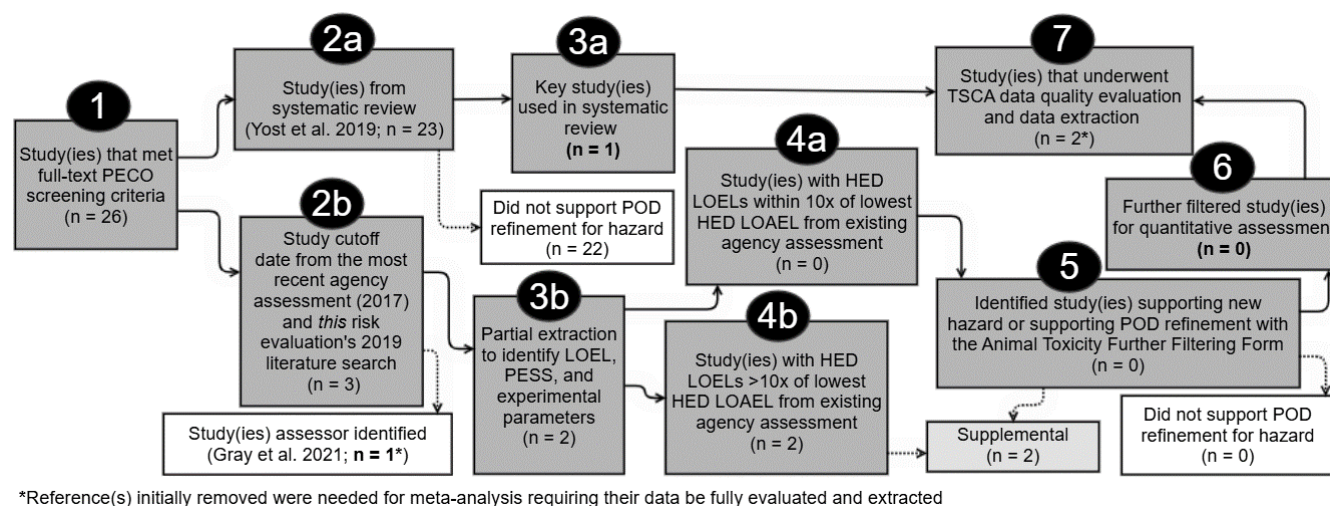 1
Study(ies) that met
full-text PECO
screening criteria
(n = 26)
2a
Study(ies) from
systematic review
(Yost et al. 2019; n = 23)
3a
Key study(ies)
used in systematic
review
(n = 1)
Did not support POD
refinement for hazard
(n = 22)
2b
Study cutoff
date from the most
recent agency
assessment (2017)
and this risk
evaluation's 2019
literature search
(n = 3)
Study(ies) assessor identified
(Gray et al. 2021; n = 1*)
3b
Partial extraction
to identify LOEL,
PESS, and
experimental
parameters
(n = 2)
4a
Study(ies) with HED
LOELs within 10x of lowest
HED LOAEL from existing
agency assessment
(n = 0)
4b
Study(ies) with HED
LOELs >10x of lowest
HED LOAEL from existing
agency assessment
(n = 2)
5
Identified study(ies) supporting new
hazard or supporting POD refinement with
the Animal Toxicity Further Filtering Form
(n = 0)
Supplemental
(n = 2)
Did not support POD
refinement for hazard
(n = 0)
6
Further filtered study(ies)
for quantitative assessmen
(n = 0)
7
Study(ies) that underwent
TSCA data quality evaluation
and data extraction
(n = 2*)
*Reference(s) initially removed were needed for meta-analysis requiring their data be fully evaluated and extracted